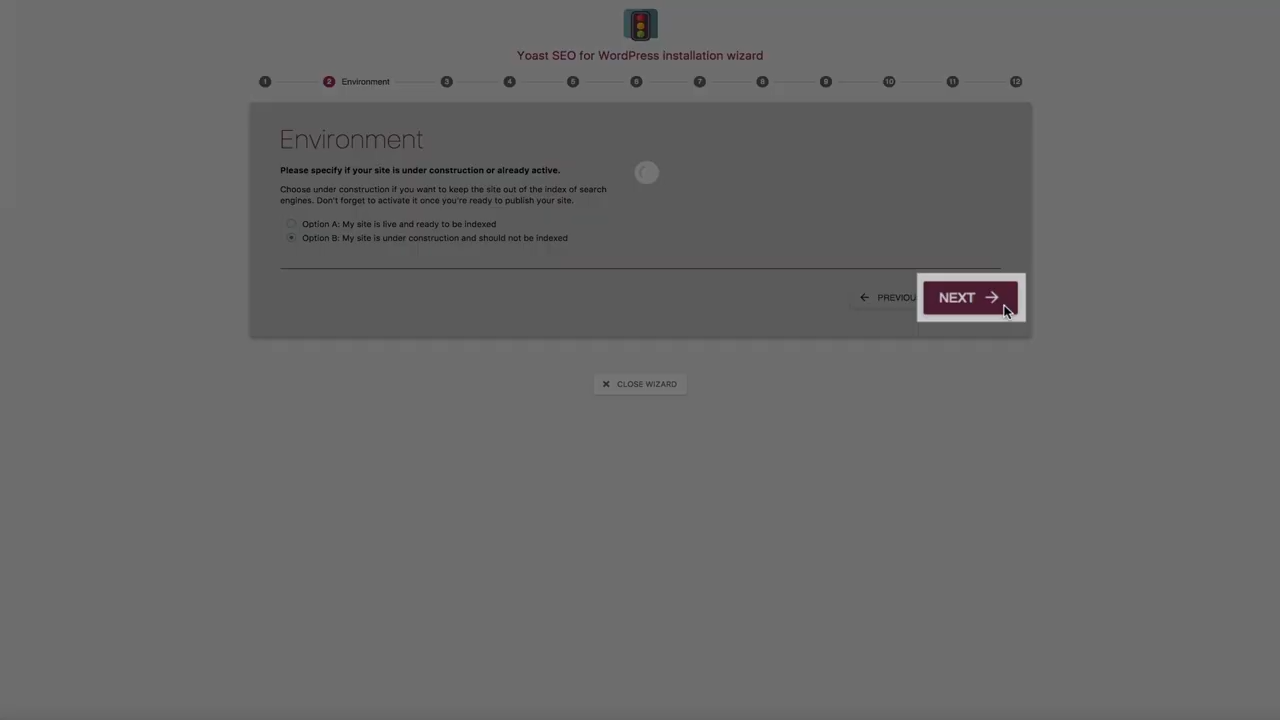 Yoast SEO for WordPress installation wizard
1 2 Environment 3 4 5 6 7 8 9 10 11 12
Environment
Please specify if your site is under construction or already active.
Choose under construction if you want to keep the site out of the index of search
engines. Don't forget to activate it once you're ready to publish your site.
Option A: My site is live and ready to be indexed
Option B: My site is under construction and should not be indexed
PREVIOU
NEXT
CLOSE WIZARD